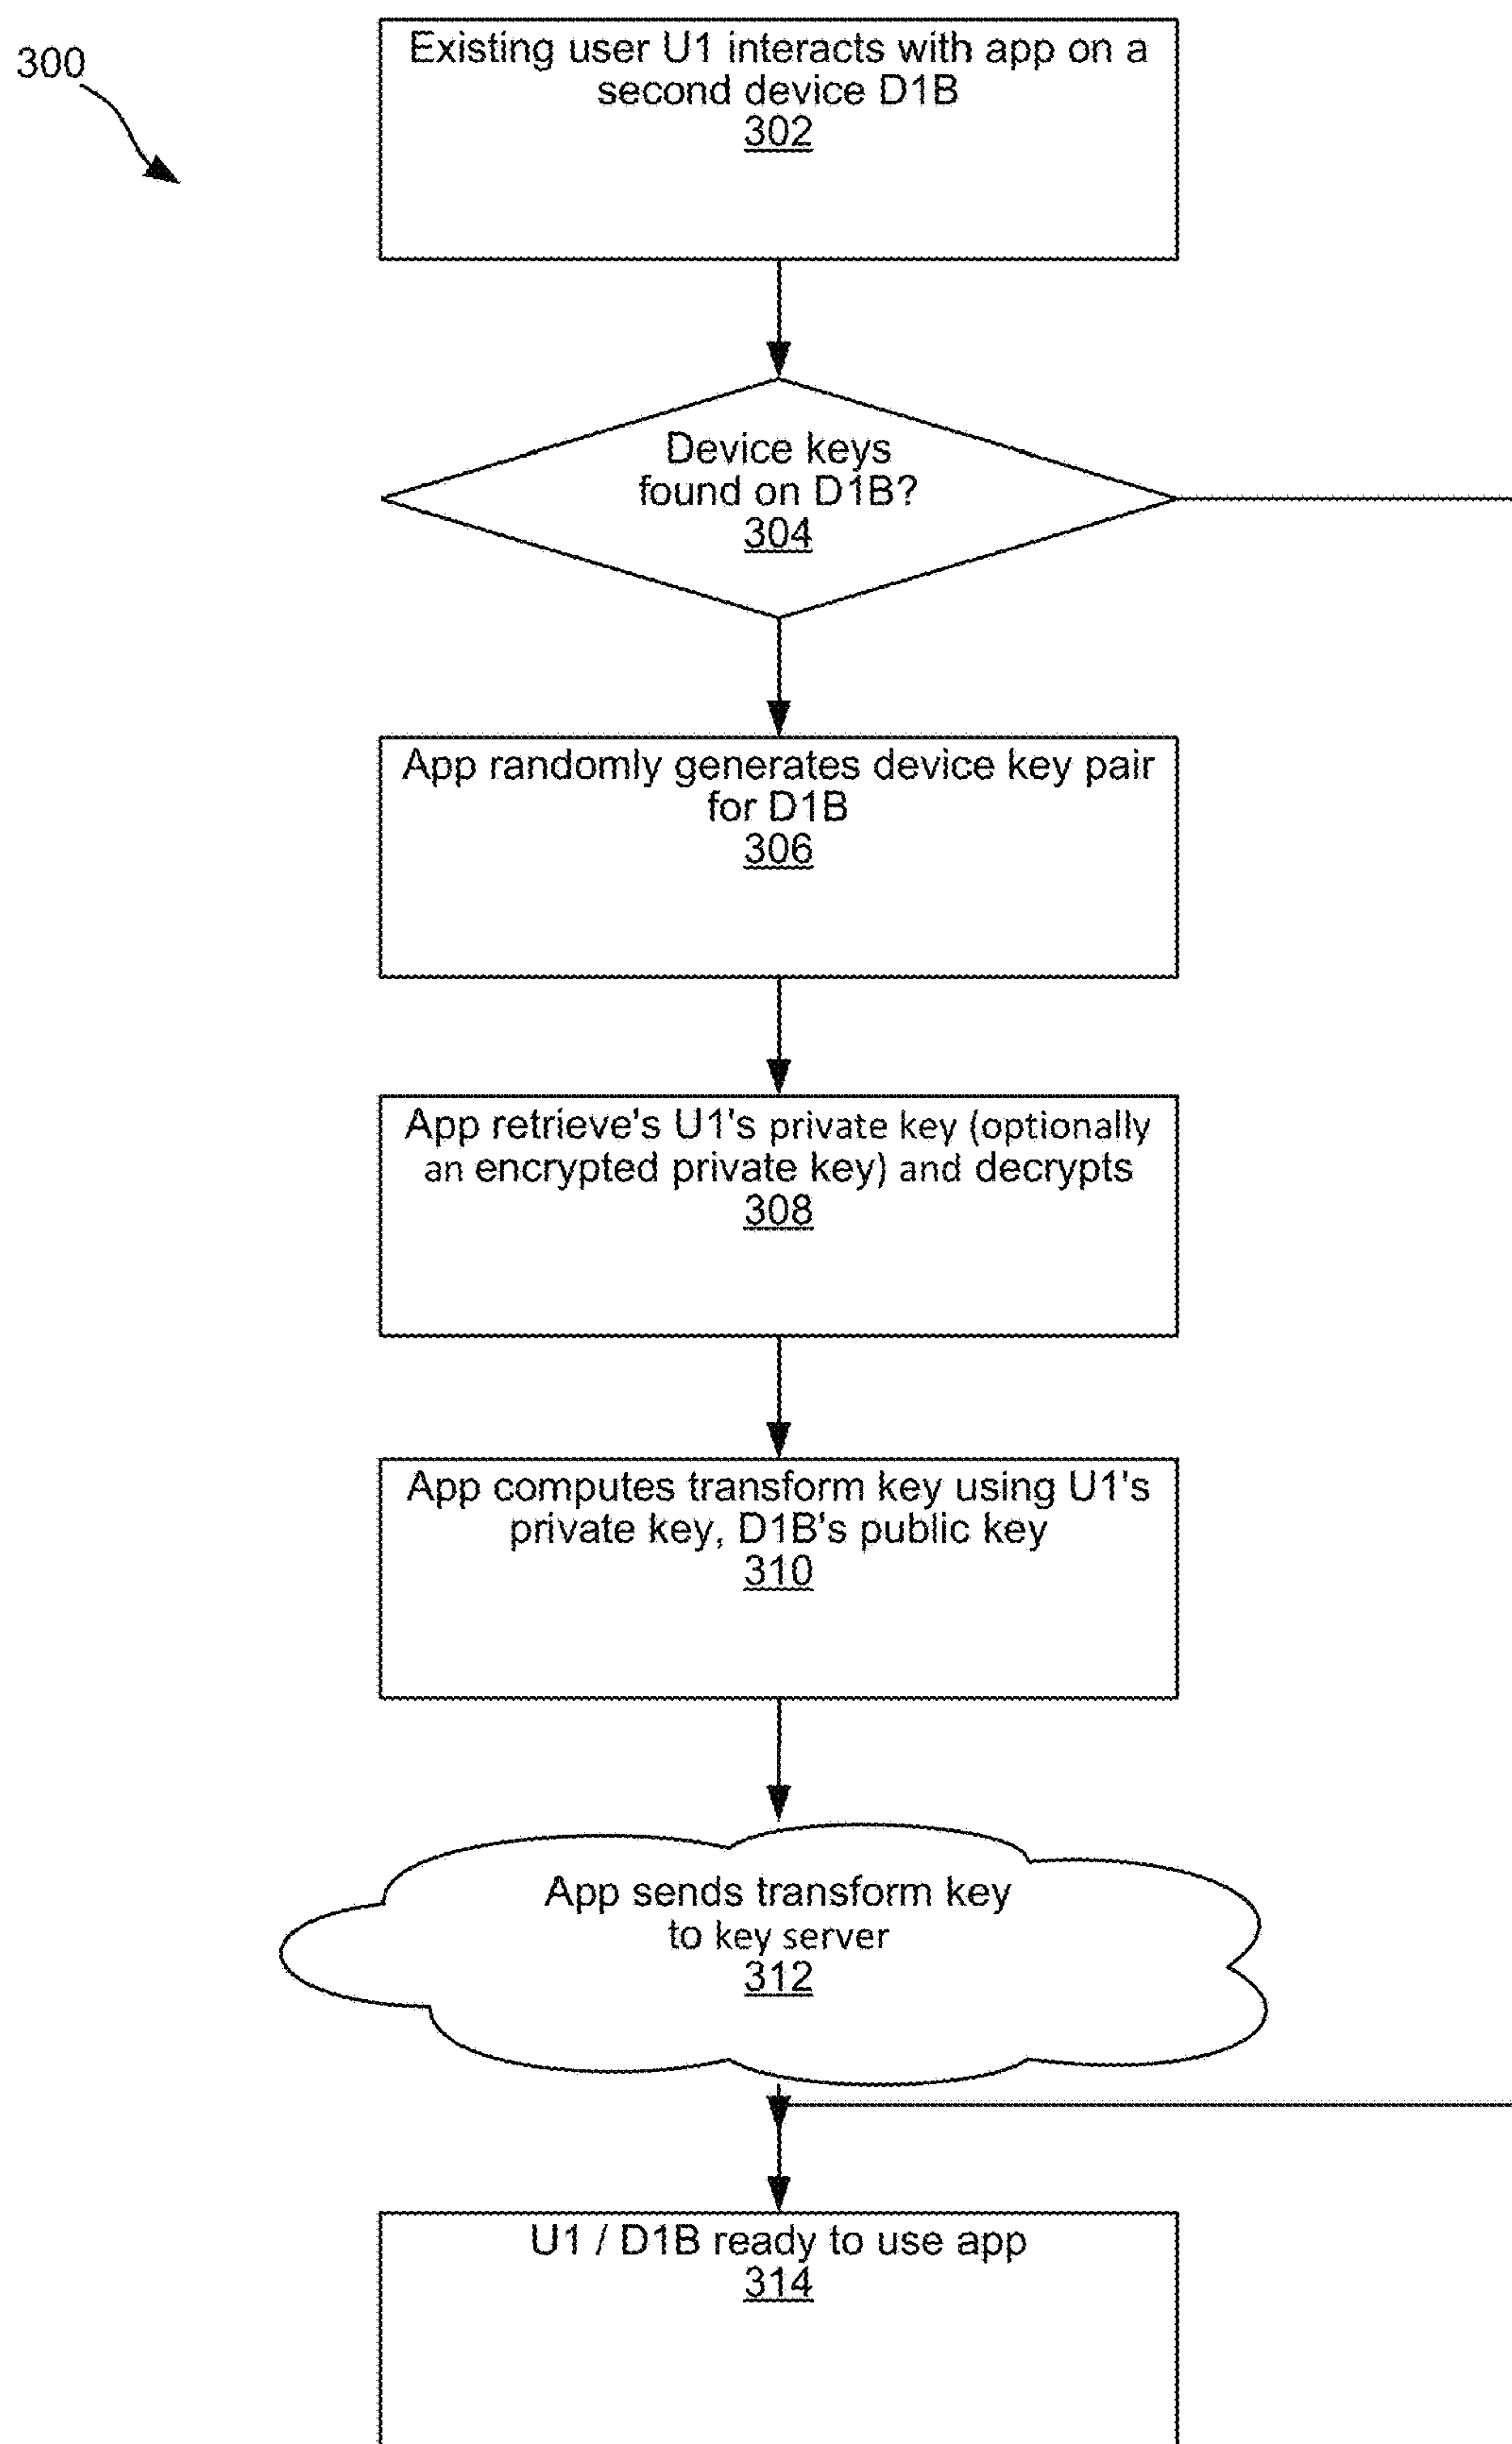 300
Existing user U1 interacts with app on a
second device D1B
302
Device keys
found on D1B?
304
App randomly generates device key pair
for D1B
306
App retrieve's U1's private key (optionally
an encrypted private key) and decrypts
308
App computes transform key using U1's
private key, D1B's public key
310
App sends transform key
to key server
312
U1 / D1B ready to use app
314